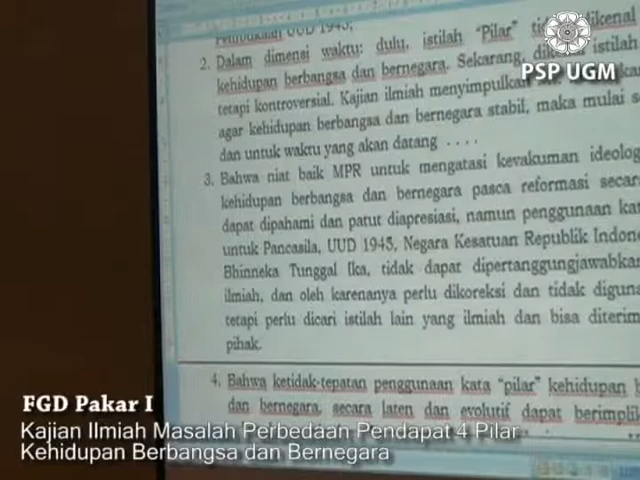 Pembukaan UUD 1945,
2. Dalam dimensi waktu: dulu, istilah "Pilar" tidak dikenal
kehidupan berbangsa dan bernegara. Sekarang, istilah
tetapi kontroversial. Kajian ilmiah menyimpulkan
agar kehidupan berbangsa dan bernegara stabil, maka mulai
dan untuk waktu yang akan datang ....
3. Bahwa niat baik MPR untuk mengatasi kevakuman ideolog
kehidupan berbangsa dan bernegara pasca reformasi secar
dapat dipahami dan patut diapresiasi, namun penggunaan kat
untuk Pancasila, UUD 1945, Negara Kesatuan Republik Indone
Bhinneka Tunggal Ika, tidak dapat dipertanggungjawabkan
ilmiah, dan oleh karenanya perlu dikoreksi dan tidak diguna
tetapi perlu dicari istilah lain yang ilmiah dan bisa diterim
pihak.
4. Bahwa ketidak-tepatan penggunaan kata "pilar" kehidupan b
dan bernegara, secara laten dan evolutif dapat berimplik
PSP UGM
FGD Pakar I
Kajian Ilmiah Masalah Perbedaan Pendapat 4 Pilar
Kehidupan Berbangsa dan Bernegara